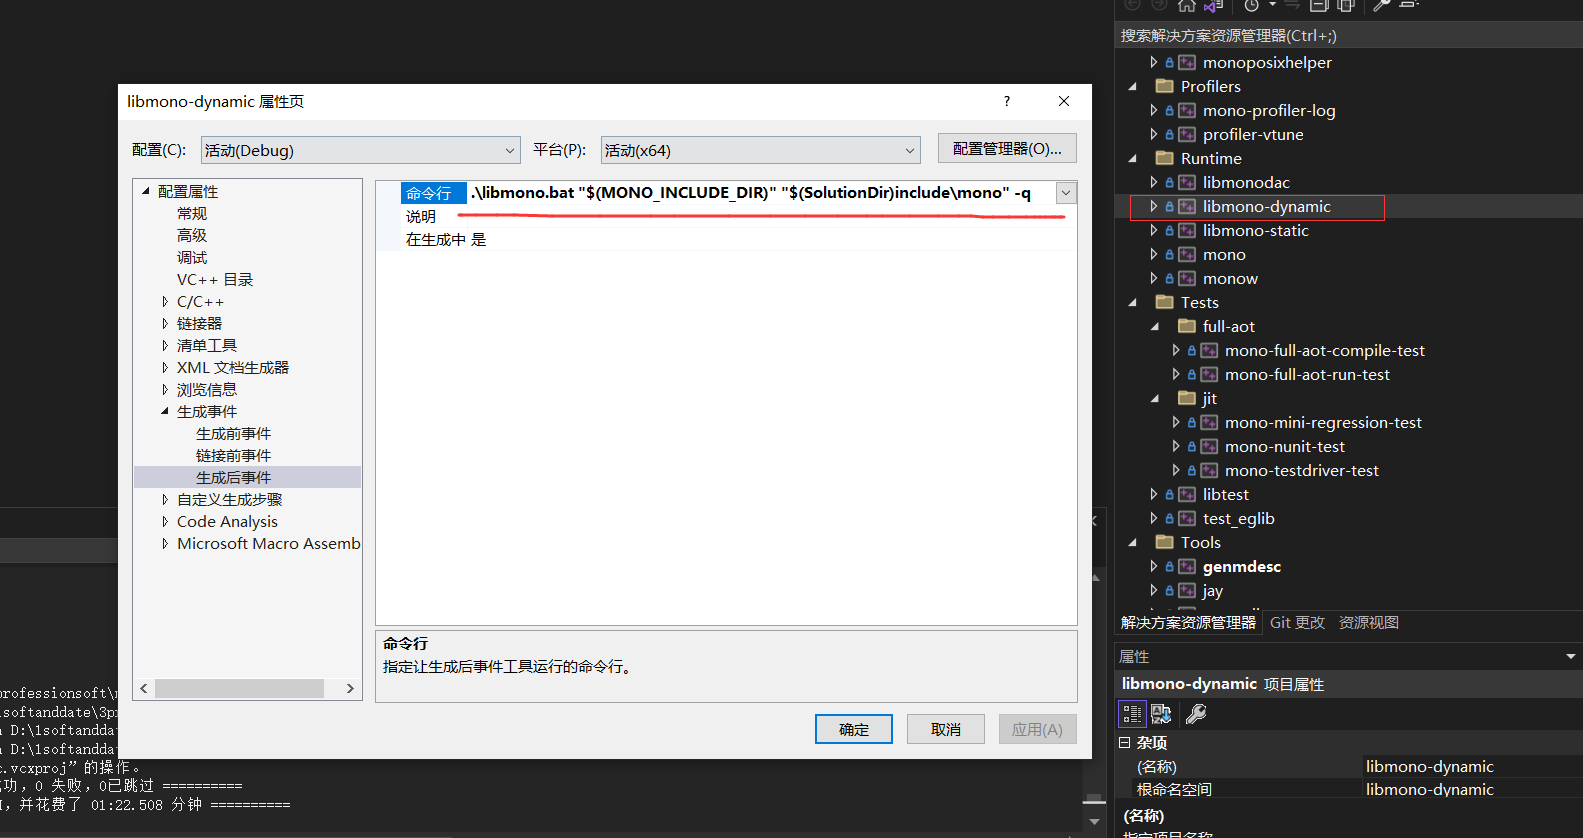 libmono-dynamic 属性页
?
配置(C):
活动(Debug)
平台(P):
活动(x64)
配置管理器(O)...
配置属性
常规
高级
调试
VC++ 目录
C/C++
链接器
清单工具
XML 文档生成器
浏览信息
生成事件
生成前事件
链接前事件
生成后事件
自定义生成步骤
Code Analysis
Microsoft Macro Assemb
命令行 .\libmono.bat "$(MONO_INCLUDE_DIR)" "$(SolutionDir)include\mono" -q
说明
在生成中 是
命令行
指定让生成后事件工具运行的命令行。
确定
取消
应用(A)
professionsoft\
softanddate\3p
D:\1softandda
D:\1softandda
.vcxproj” 的操作。
功，0 失败，0已跳过 ==========
，并花费了 01:22.508 分钟 ==========
搜索解决方案资源管理器(Ctrl+;)
monoposixhelper
Profilers
mono-profiler-log
profiler-vtune
Runtime
libmonodac
libmono-dynamic
libmono-static
mono
monow
Tests
full-aot
mono-full-aot-compile-test
mono-full-aot-run-test
jit
mono-mini-regression-test
mono-nunit-test
mono-testdriver-test
libtest
test_eglib
Tools
genmdesc
jay
解决方案资源管理器 Git 更改 资源视图
属性
libmono-dynamic 项目属性
杂项
(名称) libmono-dynamic
根命名空间 libmono-dynamic
(名称)
指定项目名称